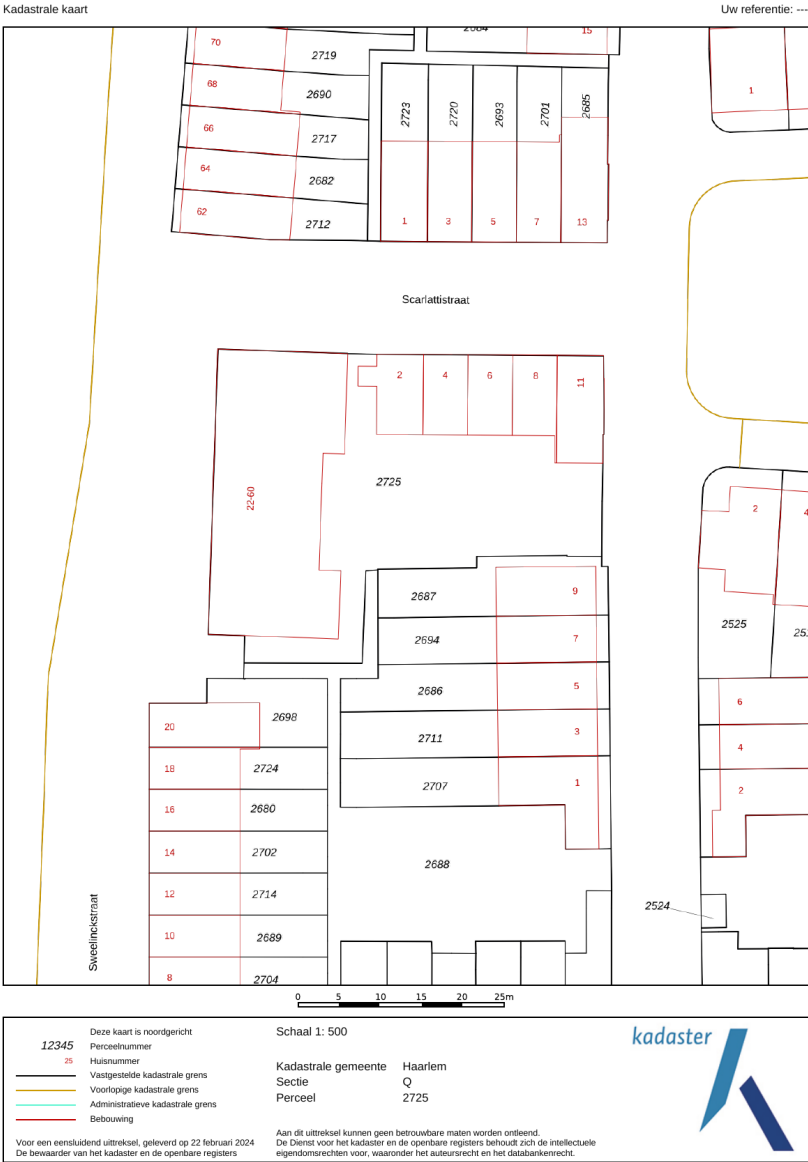 Kadastrale kaart
Uw referentie: ---
2684
15
70
2719
68
2690
66
2717
64
2682
62
2712
2723
2720
2693
2701
2685
1
3
5
7
13
1
Scarlattistraat
2
4
6
8
11
22-60
2725
2
4
2687
9
2694
7
2525
2686
5
2711
3
2707
1
6
4
2
20
2698
18
2724
16
2680
14
2702
12
2714
10
2689
8
2704
2688
2524
Sweelinckstraat
0 5 10 15 20 25m
Deze kaart is noordgericht
12345 Perceelnummer
25 Huisnummer
Vastgestelde kadastrale grens
Voorlopige kadastrale grens
Administratieve kadastrale grens
Bebouwing
Voor een eensluidend uittreksel, geleverd op 22 februari 2024
De bewaarder van het kadaster en de openbare registers
Schaal 1: 500
Kadastrale gemeente Haarlem
Sectie Q
Perceel 2725
Aan dit uittreksel kunnen geen betrouwbare maten worden ontleend.
De Dienst voor het kadaster en de openbare registers behoudt zich de intellectuele
eigendomsrechten voor, waaronder het auteursrecht en het databankenrecht.
kadaster